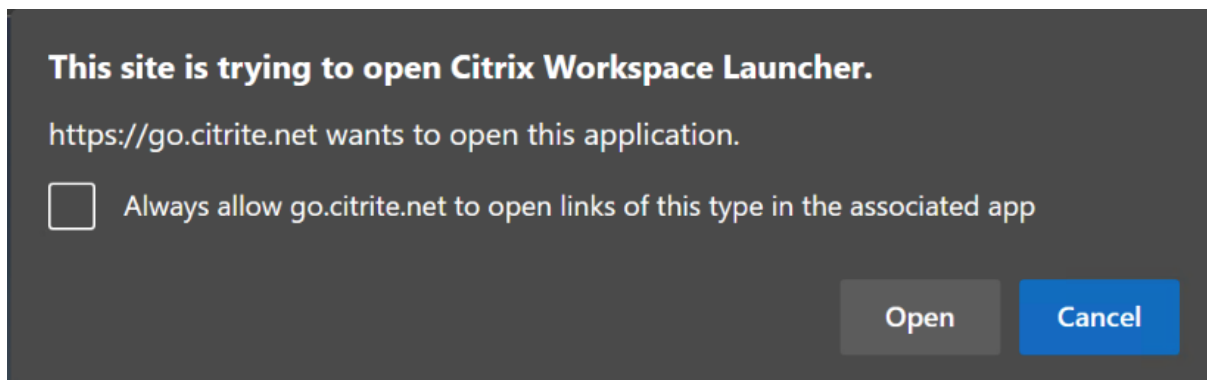 This site is trying to open Citrix Workspace Launcher.
https://go.citrite.net wants to open this application.
Always allow go.citrite.net to open links of this type in the associated app
Open Cancel